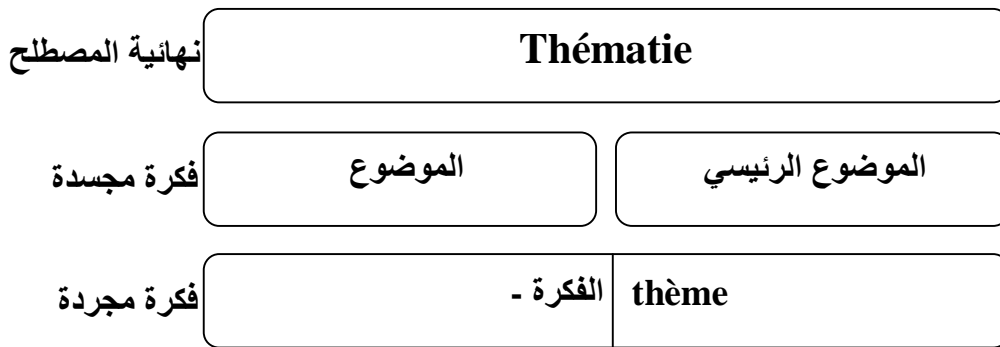 نهائية المصطلح Thématie
الموضوع الرئيسي الموضوع فكرة مجسدة
thème الفكرة - فكرة مجردة